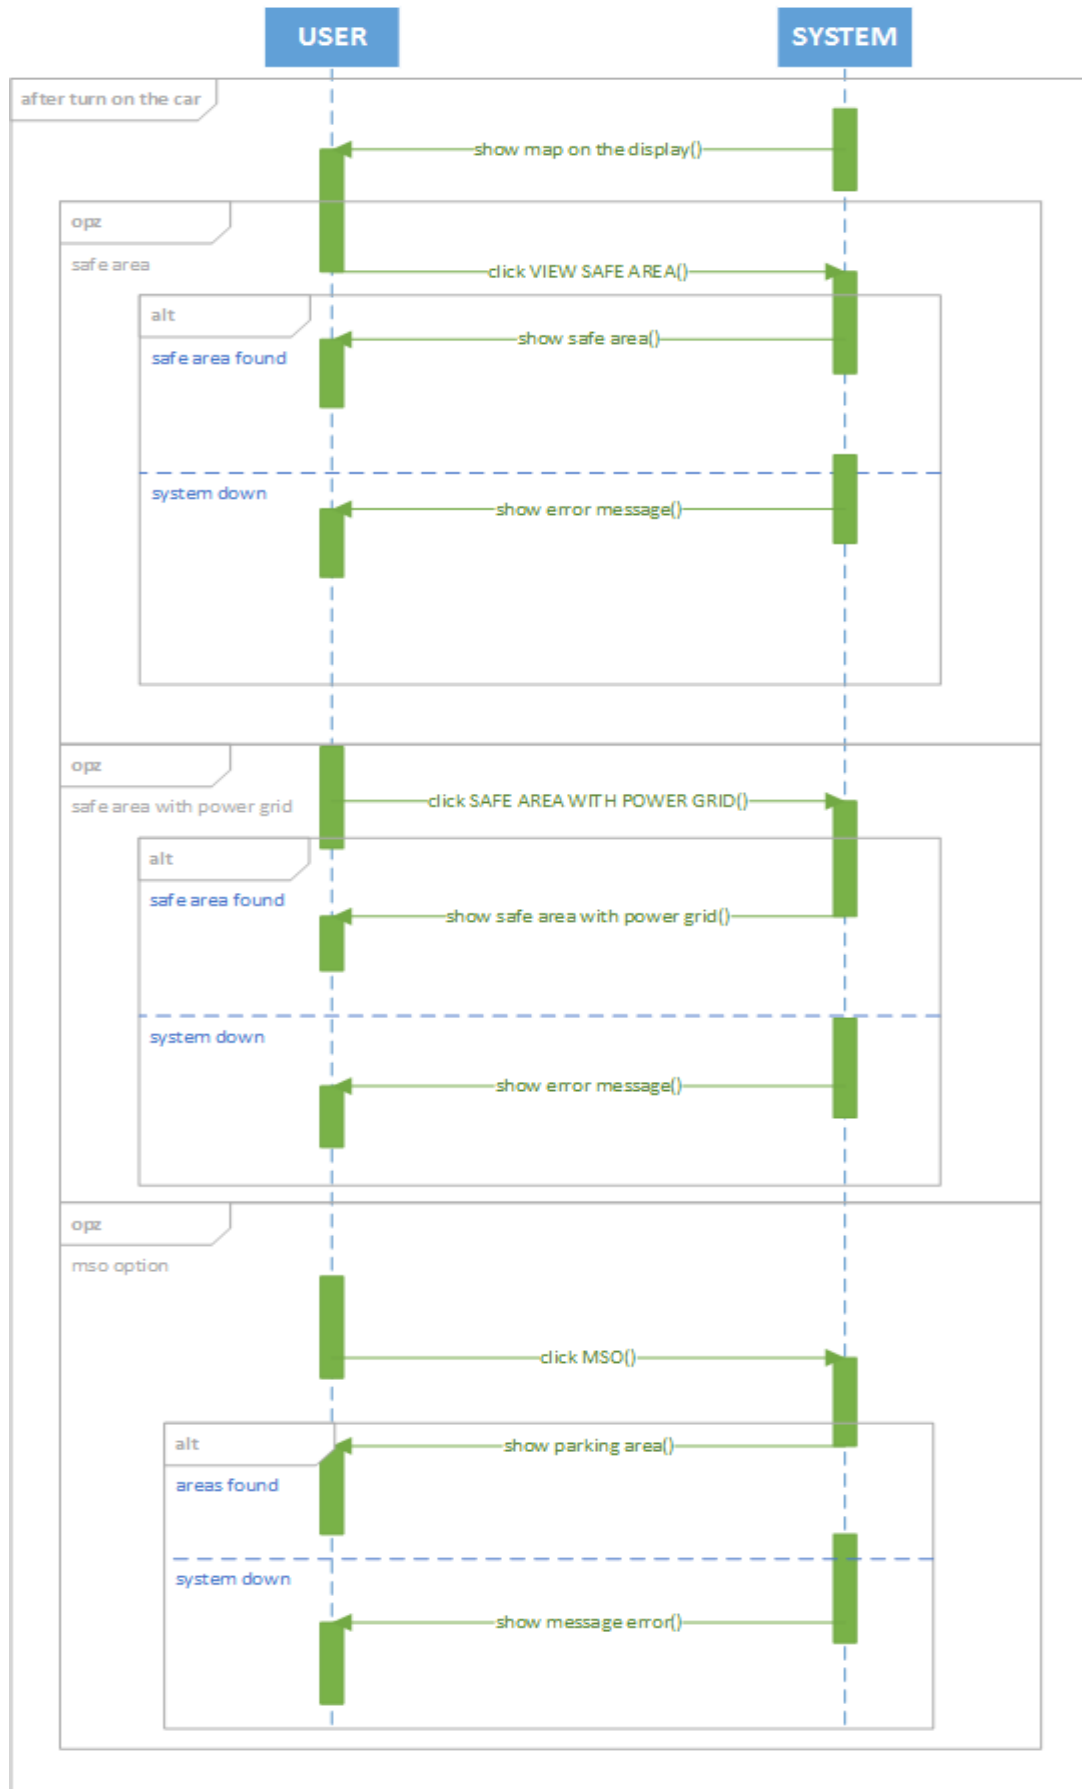 USER
SYSTEM
after turn on the car
show map on the display()
opz
safe area
click VIEW SAFE AREA()
alt
show safe area()
safe area found
system down
show error message()
opz
safe area with power grid
click SAFE AREA WITH POWER GRID()
alt
safe area found
show safe area with power grid()
system down
show error message()
opz
mso option
click MSO()
alt
show parking area()
areas found
system down
show message error()